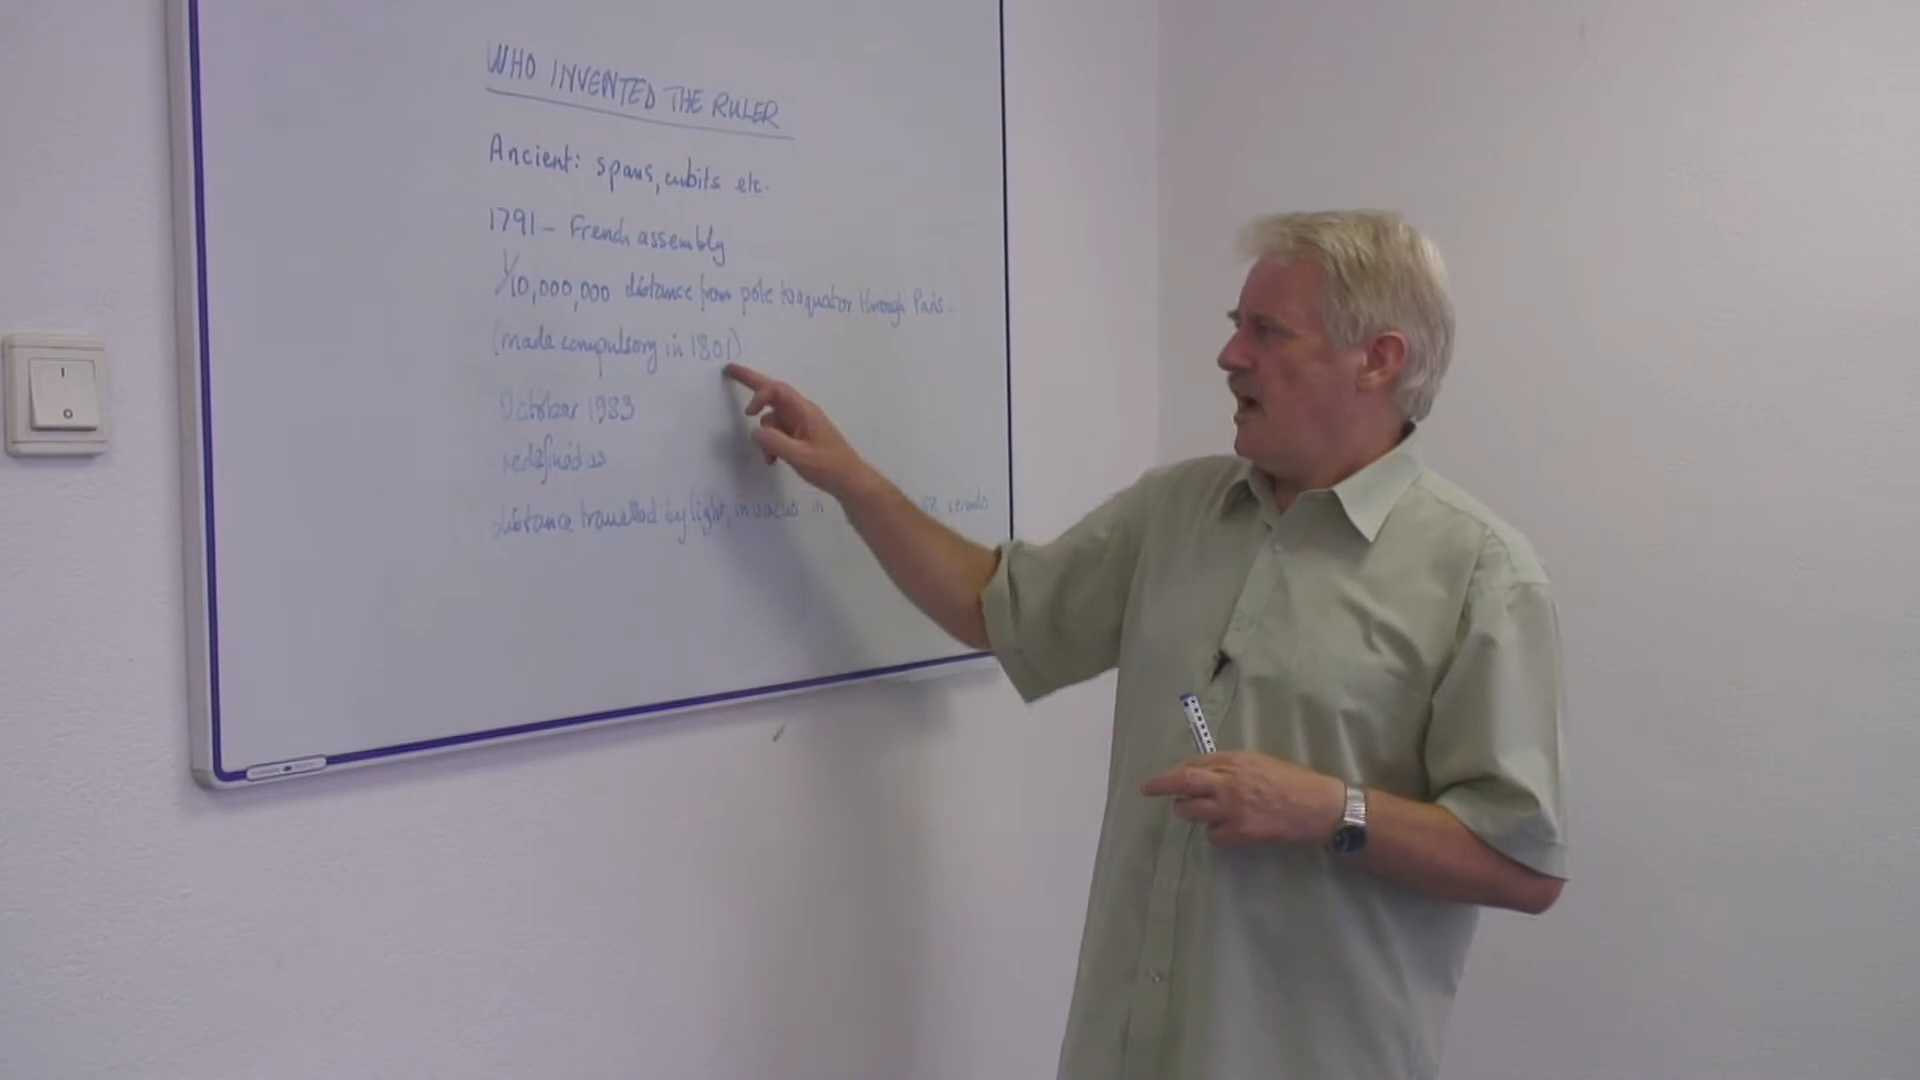 WHO INVENTED THE RULER
Ancient: spans, cubits etc.
1791 - French assembly
1/10,000,000 distance from pole to equator through Paris.
(made compulsory in 1801)
October 1983
redefined as
distance travelled by light, in vacuo in seconds
I
O